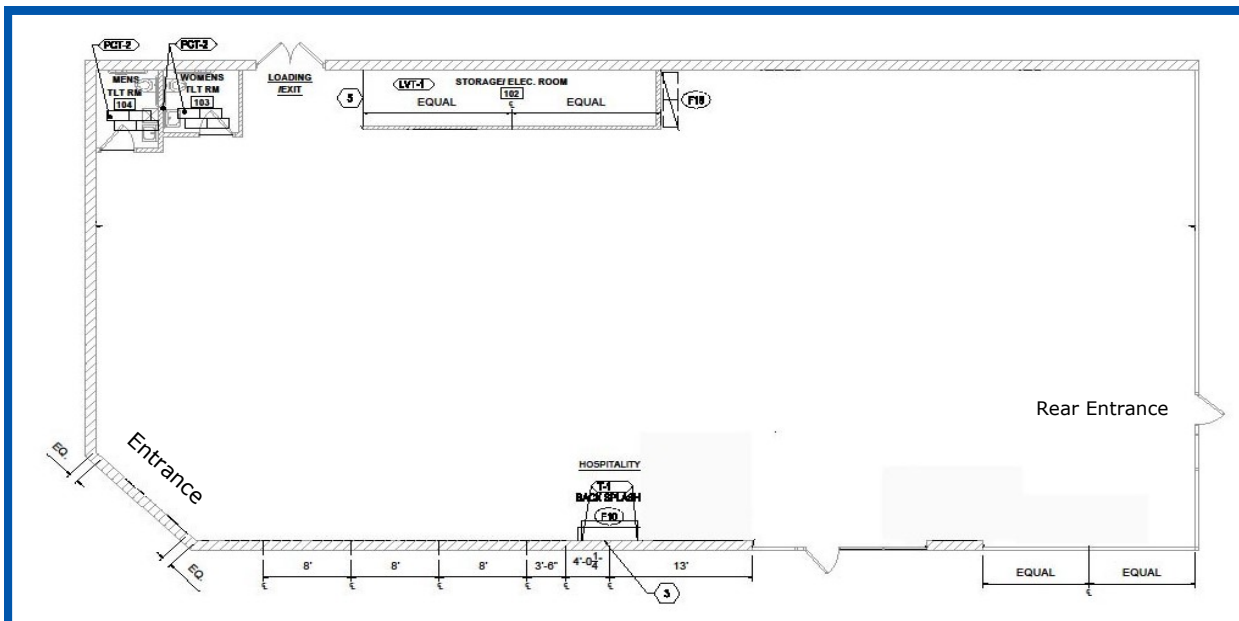 PCT-2
PCT-2
MENS
TLT RM
104
WOMENS
TLT RM
103
LOADING
/EXIT
5
LVT-1
STORAGE/ ELEC. ROOM
102
EQUAL
EQUAL
℄
Rear Entrance
EQ.
Entrance
HOSPITALITY
T-1
BACK SPLASH
F10
EQ.
8'
8'
8'
3'-6"
4'-0 1/4"
13'
3
EQUAL
EQUAL
℄
℄
℄
℄
℄
℄
℄